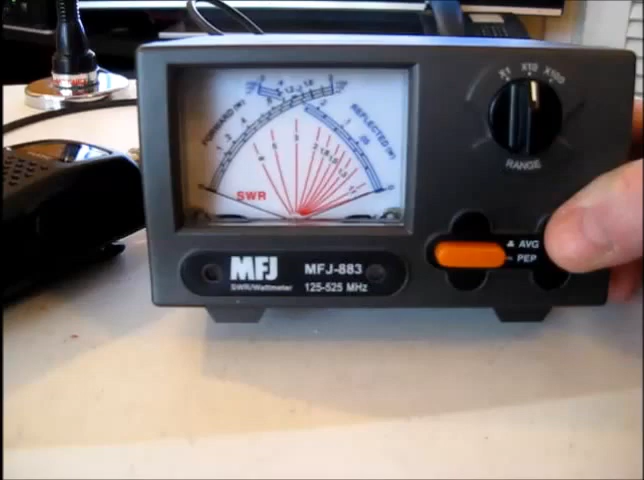 X1 X10 X100
FORWARD (W)
REFLECTED (W)
SWR
RANGE
AVG
PEP
MFJ
MFJ-883
SWR/Wattmeter
125-525 MHz